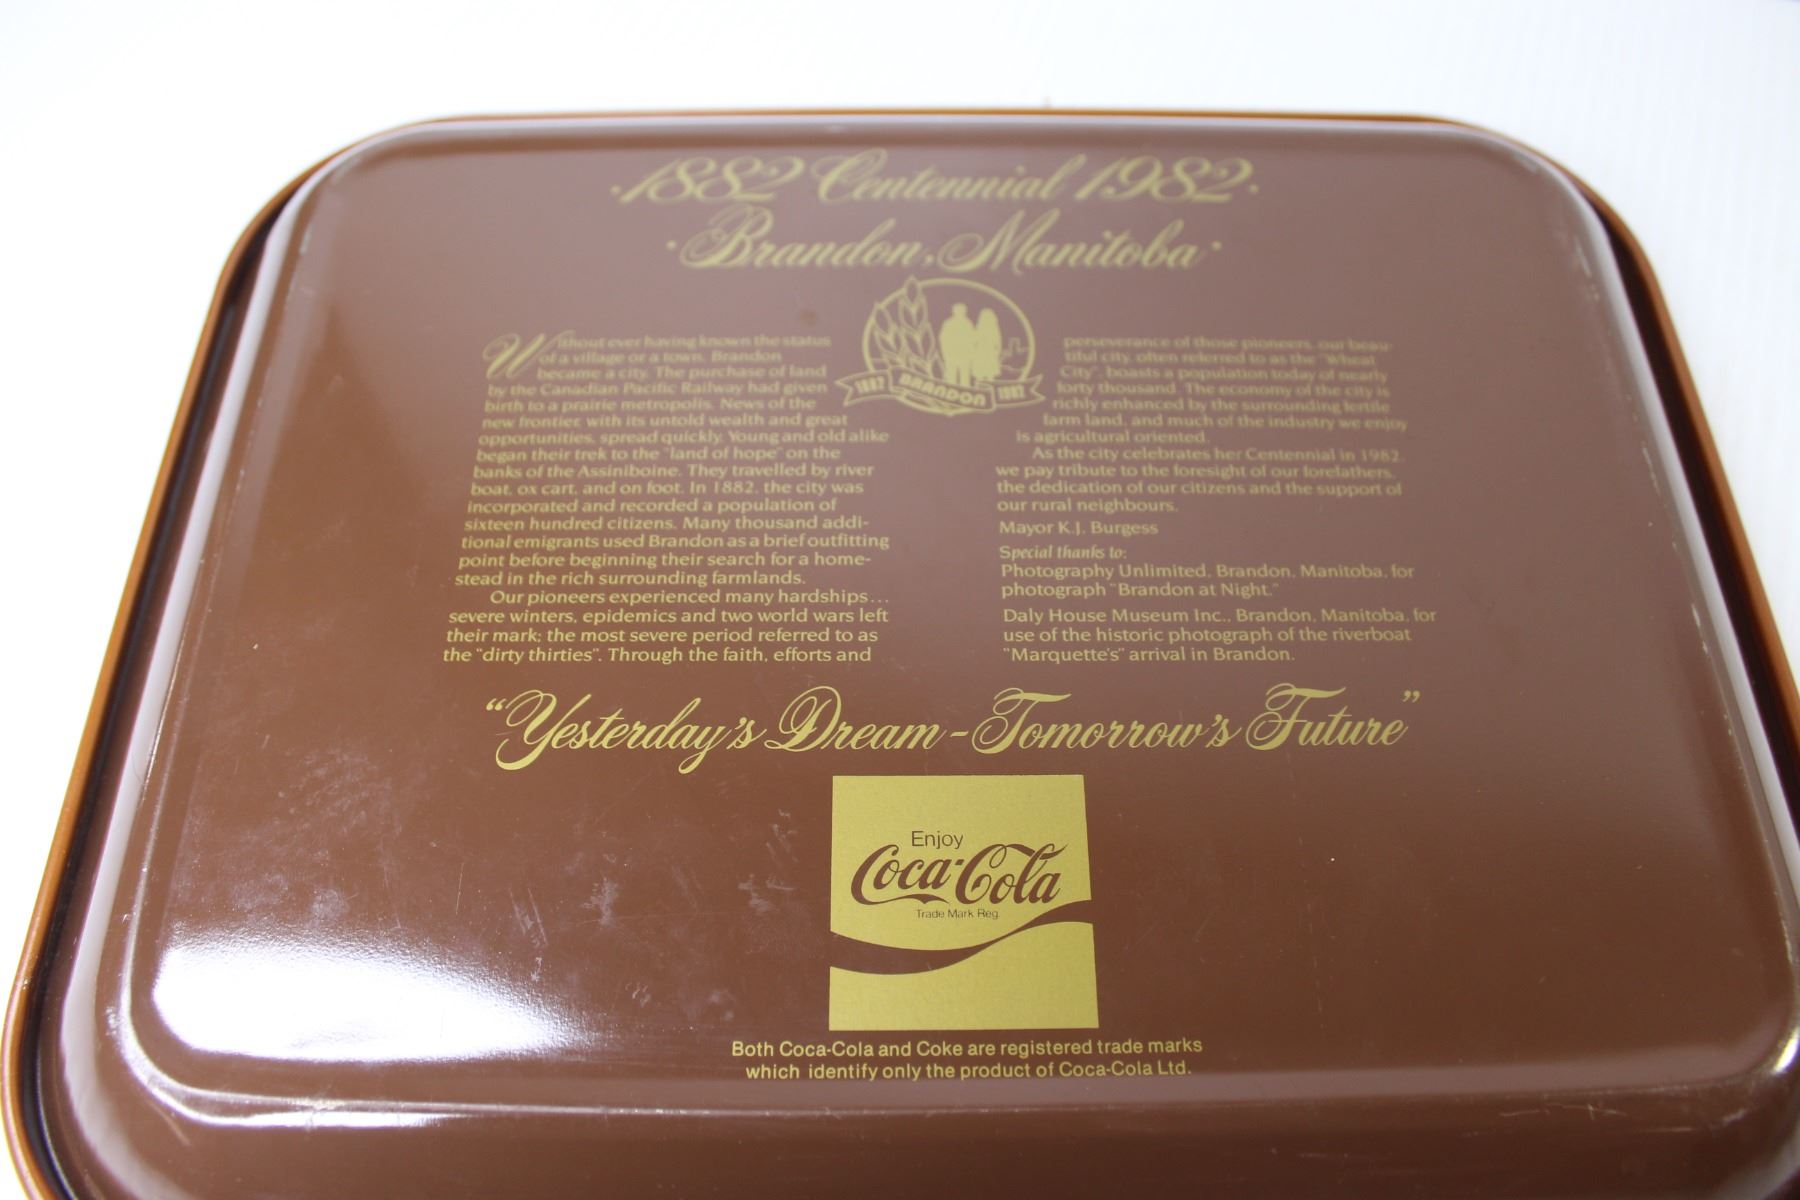 ·1882 Centennial 1982·
·Brandon, Manitoba·
1882 BRANDON 1982
Without ever having known the status
of a village or a town, Brandon
became a city. The purchase of land
by the Canadian Pacific Railway had given
birth to a prairie metropolis. News of the
new frontier, with its untold wealth and great
opportunities, spread quickly. Young and old alike
began their trek to the "land of hope" on the
banks of the Assiniboine. They travelled by river
boat, ox cart, and on foot. In 1882, the city was
incorporated and recorded a population of
sixteen hundred citizens. Many thousand addi-
tional emigrants used Brandon as a brief outfitting
point before beginning their search for a home-
stead in the rich surrounding farmlands.
Our pioneers experienced many hardships...
severe winters, epidemics and two world wars left
their mark; the most severe period referred to as
the "dirty thirties". Through the faith, efforts and
perseverance of those pioneers, our beau-
tiful city, often referred to as the "Wheat
City", boasts a population today of nearly
forty thousand. The economy of the city is
richly enhanced by the surrounding fertile
farm land, and much of the industry we enjoy
is agricultural oriented.
As the city celebrates her Centennial in 1982,
we pay tribute to the foresight of our forefathers,
the dedication of our citizens and the support of
our rural neighbours.
Mayor K.J. Burgess
Special thanks to:
Photography Unlimited, Brandon, Manitoba, for
photograph "Brandon at Night."
Daly House Museum Inc., Brandon, Manitoba, for
use of the historic photograph of the riverboat
"Marquette's" arrival in Brandon.
"Yesterday's Dream - Tomorrow's Future"
Enjoy
Coca-Cola
Trade Mark Reg.
Both Coca-Cola and Coke are registered trade marks
which identify only the product of Coca-Cola Ltd.